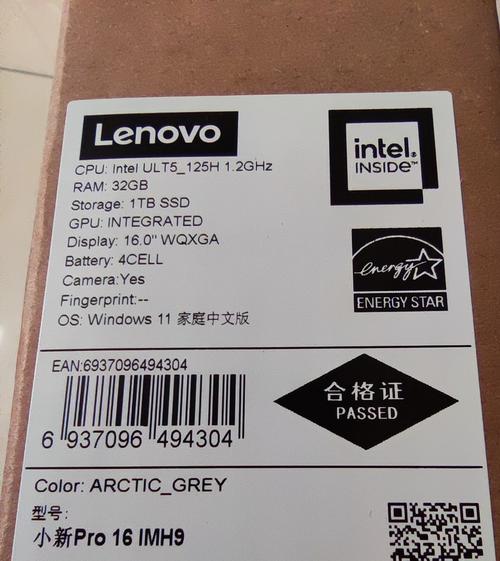 Lenovo
intel.
INSIDE™
CPU: Intel ULT5_125H 1.2GHz
RAM: 32GB
Storage: 1TB SSD
GPU: INTEGRATED
Display: 16.0" WQXGA
Battery: 4CELL
Camera:Yes
Fingerprint:--
OS: Windows 11 家庭中文版
energy
ENERGY STAR
EAN:6937096494304
6 937096 494304
合格证
PASSED
Color: ARCTIC_GREY
型号:
小新Pro 16 IMH9